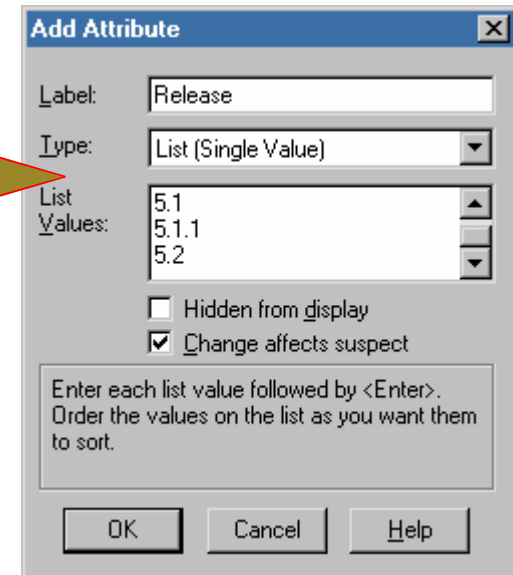 Add Attribute
Label: Release
Type: List (Single Value)
List Values: 5.1
5.1.1
5.2
Hidden from display
Change affects suspect
Enter each list value followed by <Enter>.
Order the values on the list as you want them
to sort.
OK Cancel Help